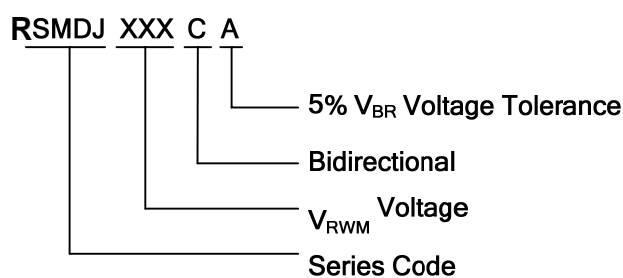 RSMDJ XXX C A
5% VBR Voltage Tolerance
Bidirectional
VRWM Voltage
Series Code